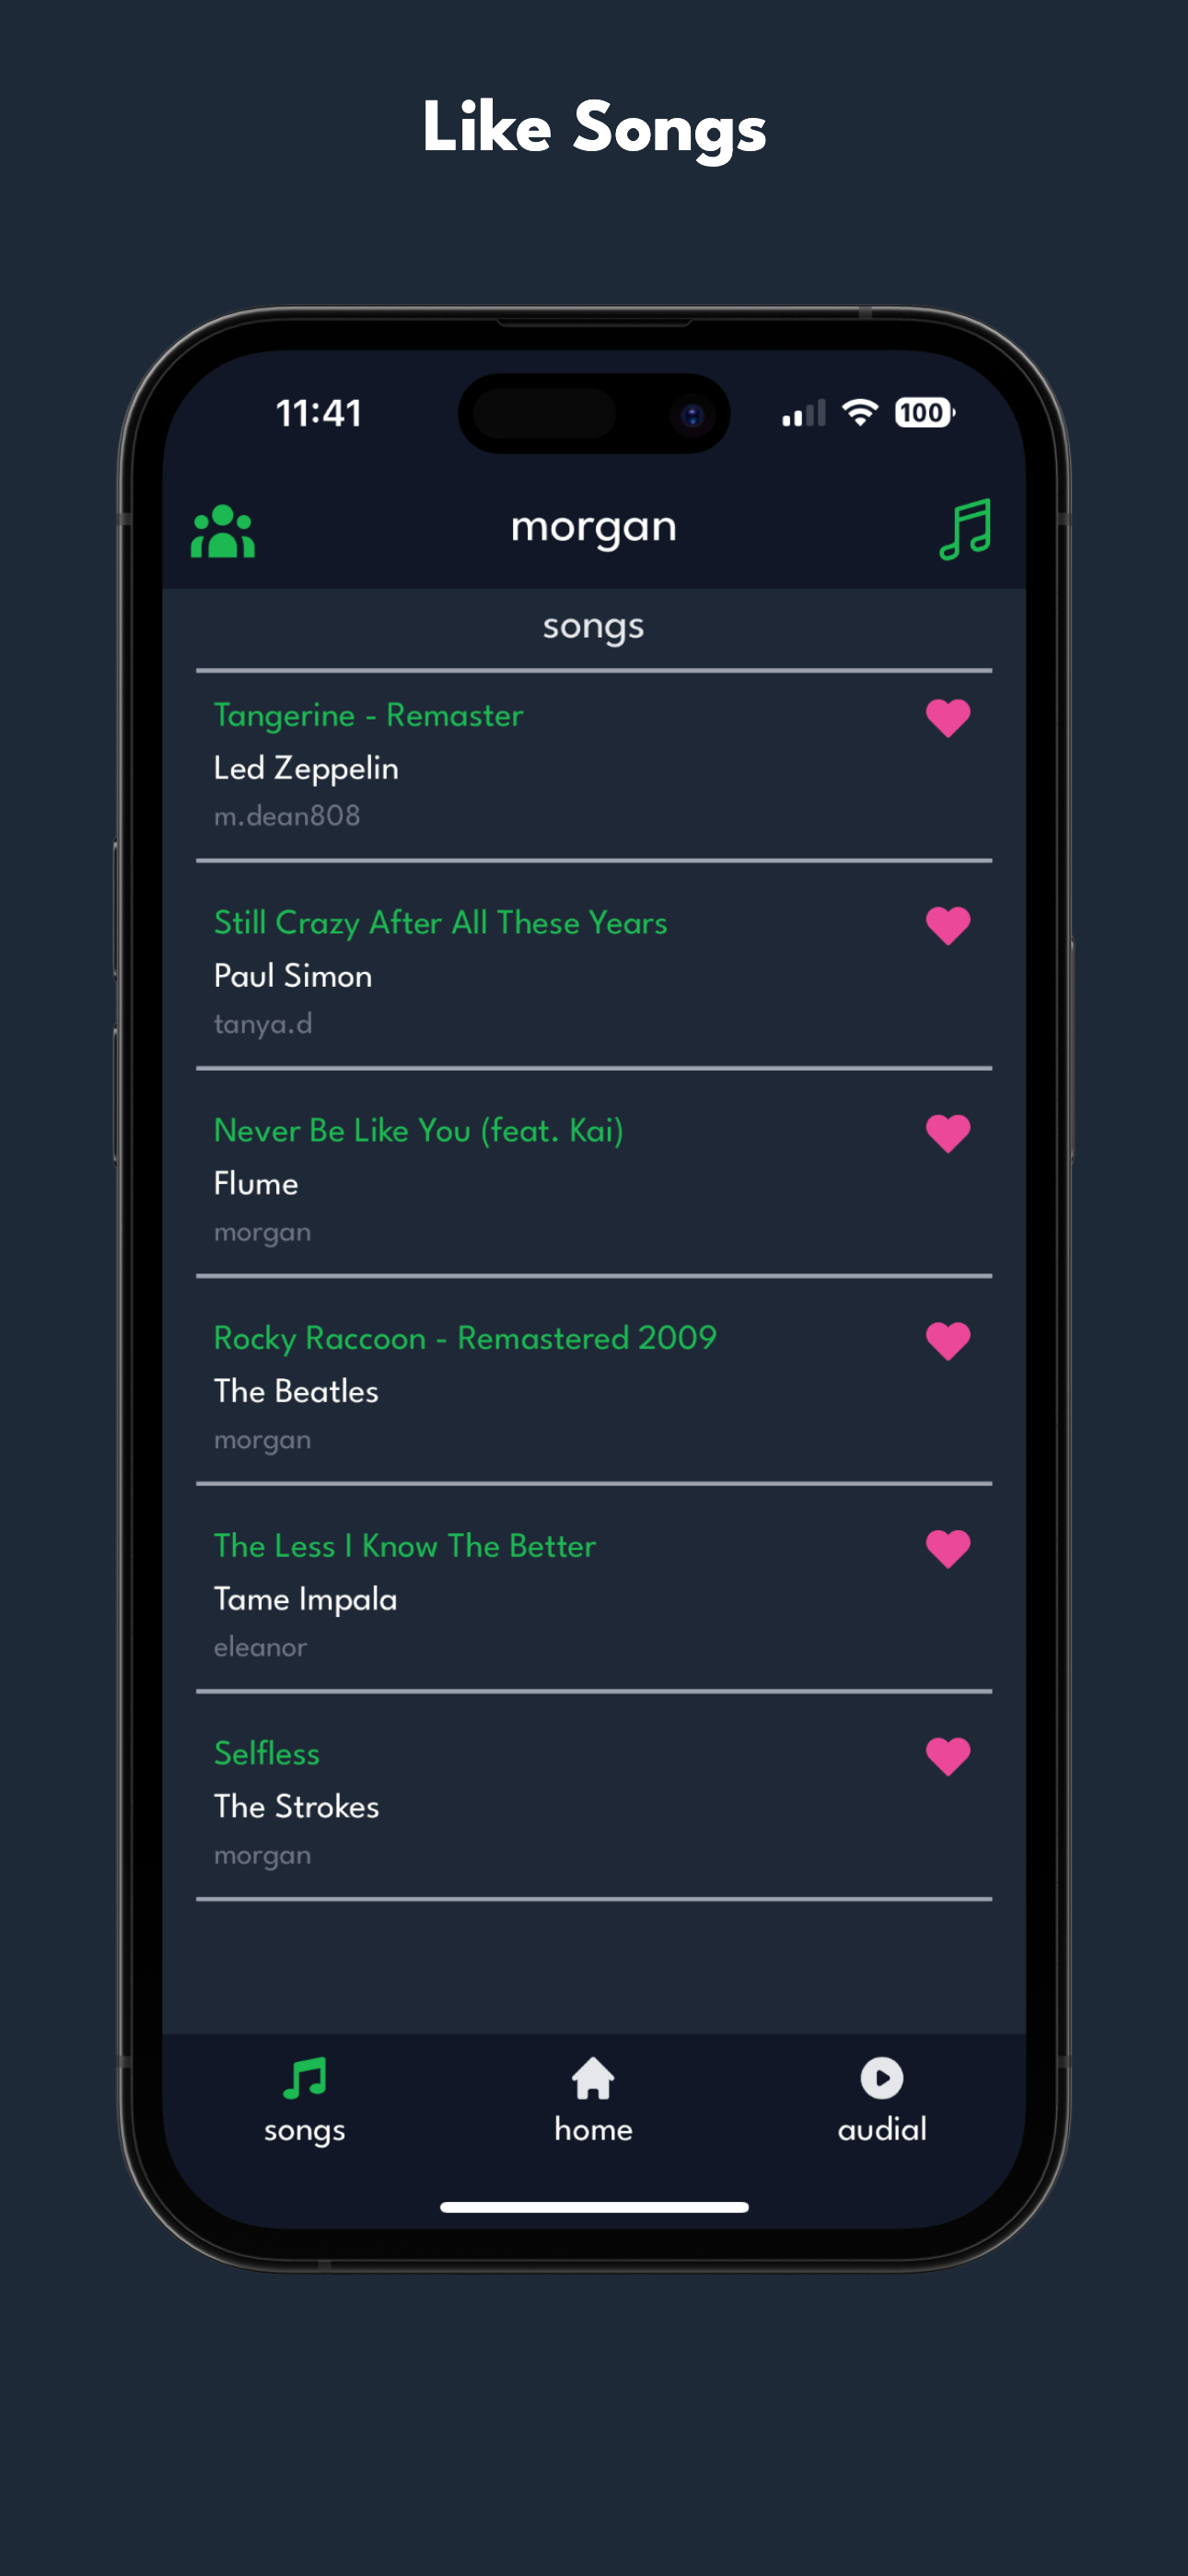 Like Songs
11:41
100
morgan
songs
Tangerine - Remaster
Led Zeppelin
m.dean808
Still Crazy After All These Years
Paul Simon
tanya.d
Never Be Like You (feat. Kai)
Flume
morgan
Rocky Raccoon - Remastered 2009
The Beatles
morgan
The Less I Know The Better
Tame Impala
eleanor
Selfless
The Strokes
morgan
songs
home
audial